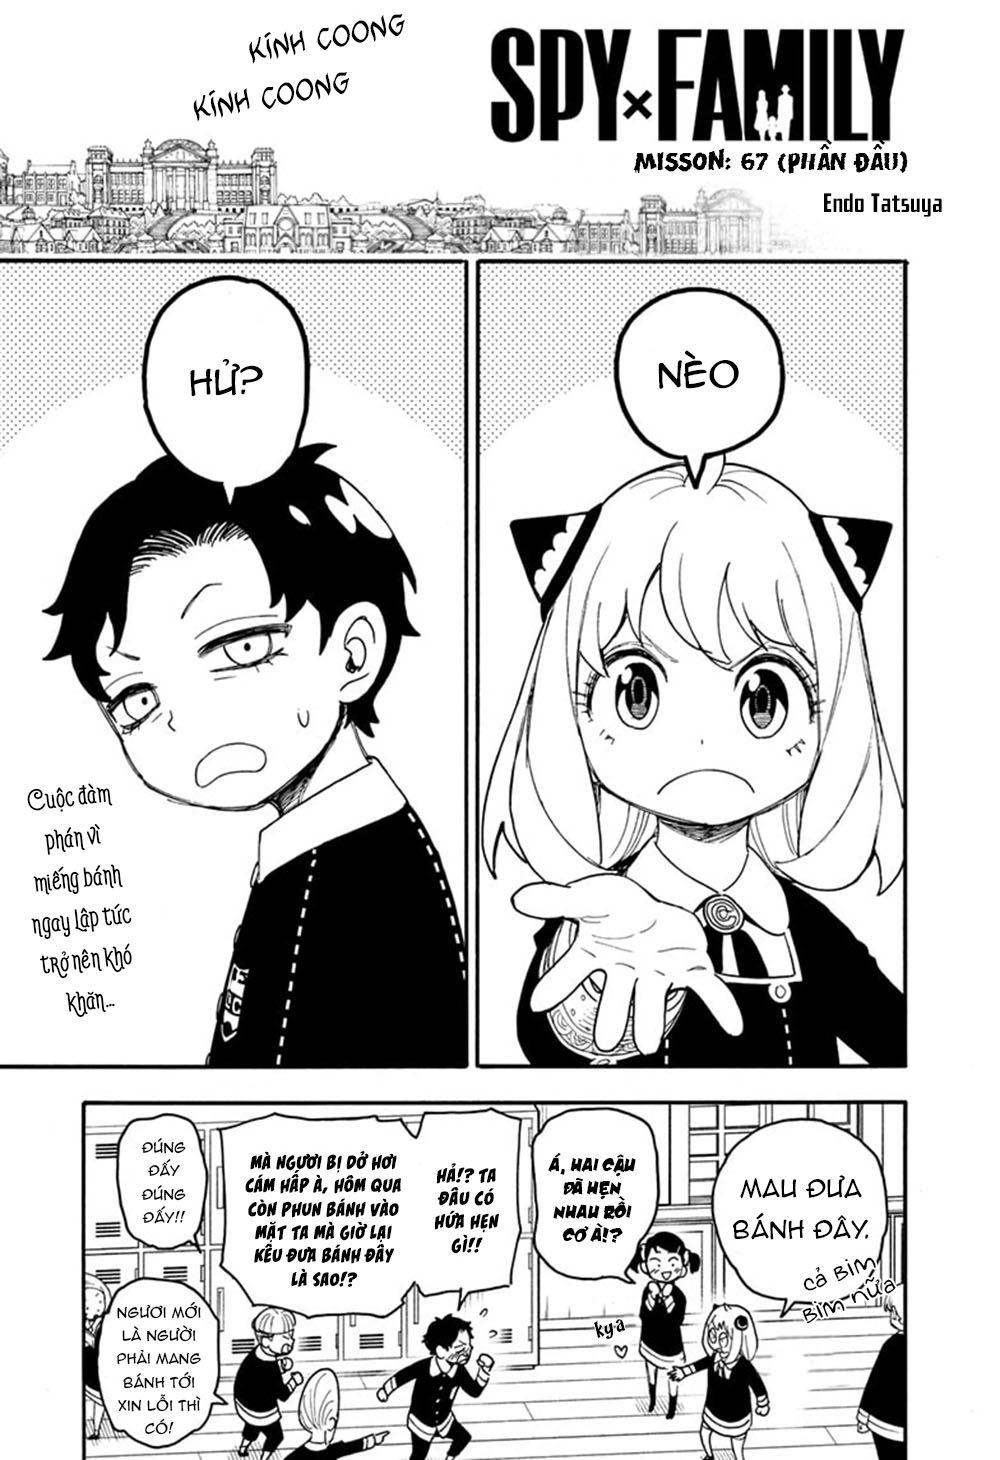 KÍNH COONG
KÍNH COONG
SPY×FAMILY
MISSON: 67 (PHẦN ĐẦU)
Endo Tatsuya
NÈO
HỬ?
Cuộc đàm
phán vì
miếng bánh
ngay lập tức
trở nên khó
khăn...
MAU ĐƯA
BÁNH ĐÂY.
CẢ BIM
BIM NỮA
Á, HAI CẬU
ĐÃ HẸN
NHAU RỒI
CƠ À!?
kya
HẢ!? TA
ĐÂU CÓ
HỨA HẸN
GÌ!!
MÀ NGƯƠI BỊ DỞ HƠI
CÁM HẤP À, HÔM QUA
CÒN PHUN BÁNH VÀO
MẶT TA MÀ GIỜ LẠI
KÊU ĐƯA BÁNH ĐÂY
LÀ SAO!?
ĐÚNG
ĐẤY
ĐÚNG
ĐẤY!!
NGƯƠI MỚI
LÀ NGƯỜI
PHẢI MANG
BÁNH TỚI
XIN LỖI THÌ
CÓ!